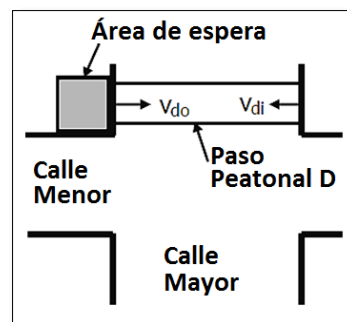 Área de espera
Vdo
Vdi
Paso
Peatonal D
Calle
Menor
Calle
Mayor